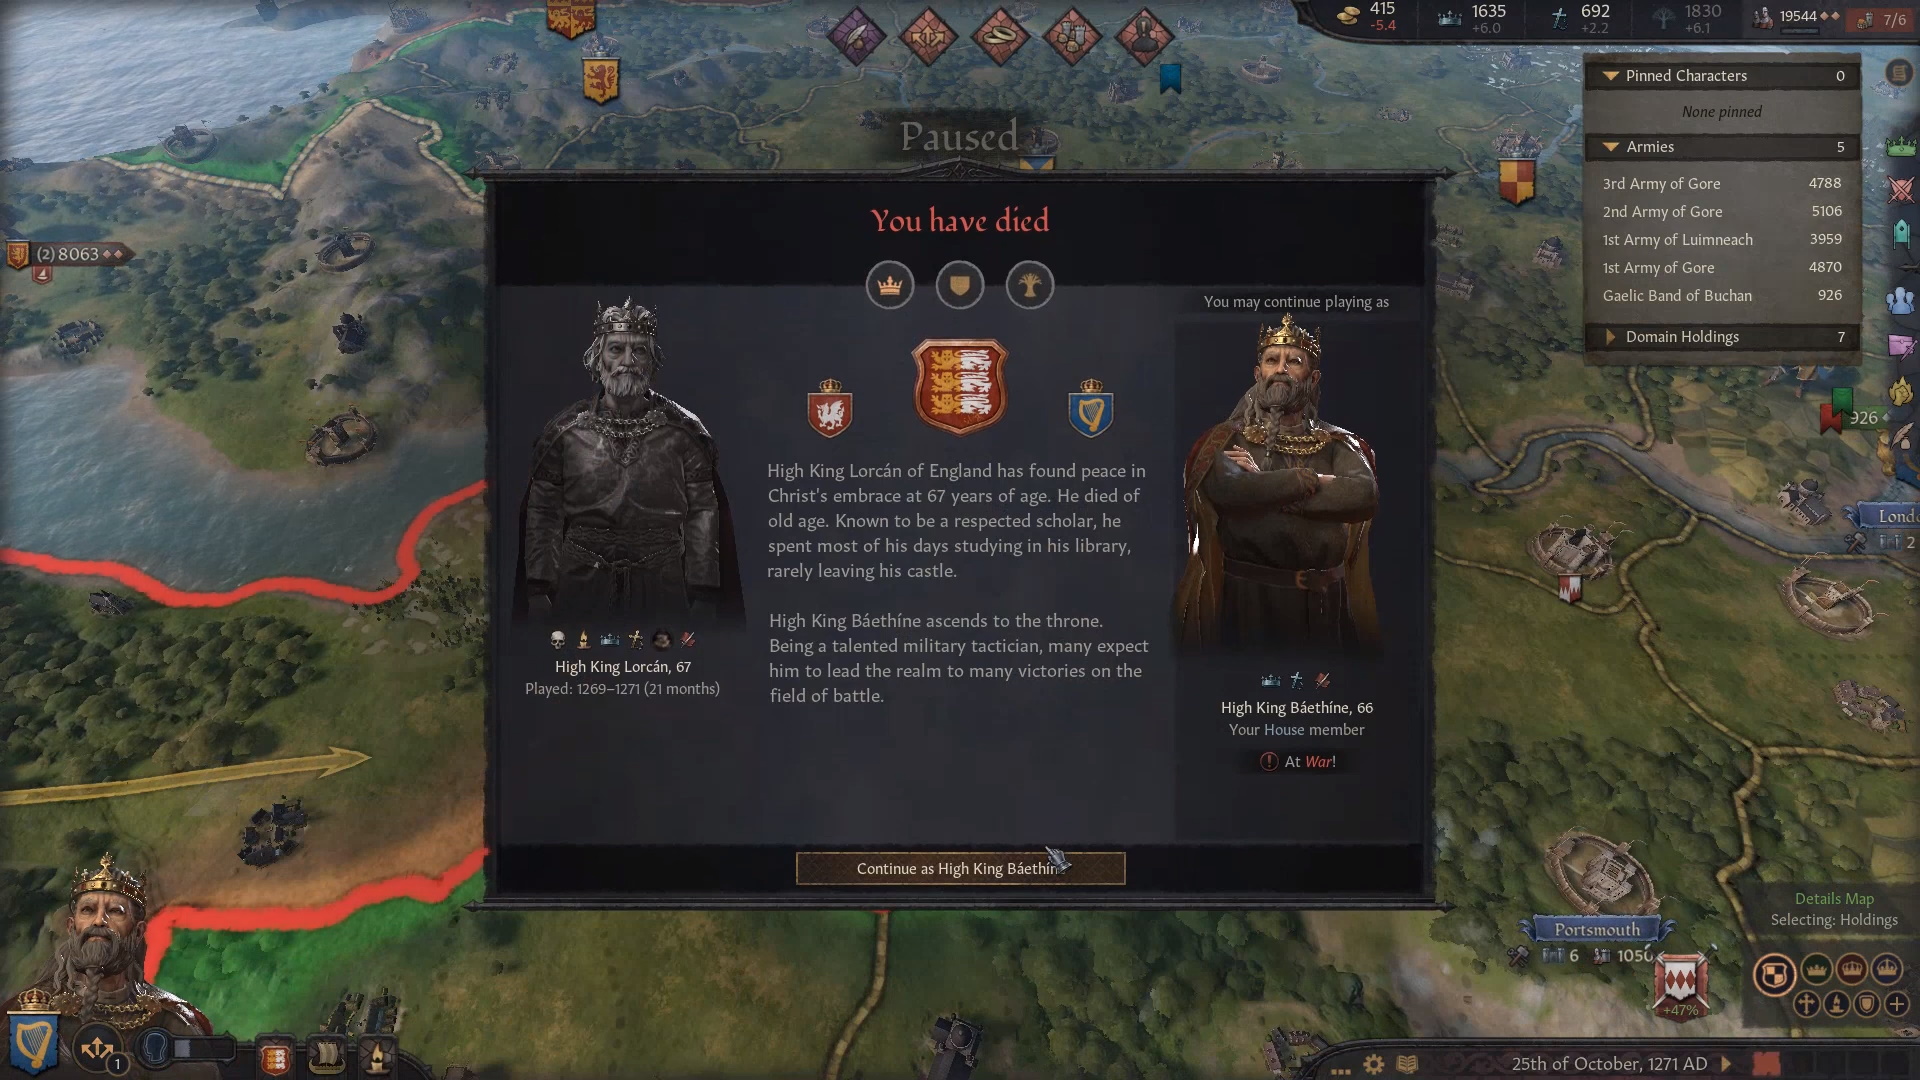 415
-5.4
1635
+6.0
692
+2.2
1830
+6.1
19544
7/6
Pinned Characters 0
None pinned
Armies 5
3rd Army of Gore 4788
2nd Army of Gore 5106
1st Army of Luimneach 3959
1st Army of Gore 4870
Gaelic Band of Buchan 926
Domain Holdings 7
Paused
You have died
(2) 8063
You may continue playing as
High King Lorcán of England has found peace in
Christ's embrace at 67 years of age. He died of
old age. Known to be a respected scholar, he
spent most of his days studying in his library,
rarely leaving his castle.
High King Báethíne ascends to the throne.
Being a talented military tactician, many expect
him to lead the realm to many victories on the
field of battle.
High King Lorcán, 67
Played: 1269–1271 (21 months)
High King Báethíne, 66
Your House member
At War!
Continue as High King Báethín
926
Lond
2
Portsmouth
6 1050
+47%
Details Map
Selecting: Holdings
1
25th of October, 1271 AD